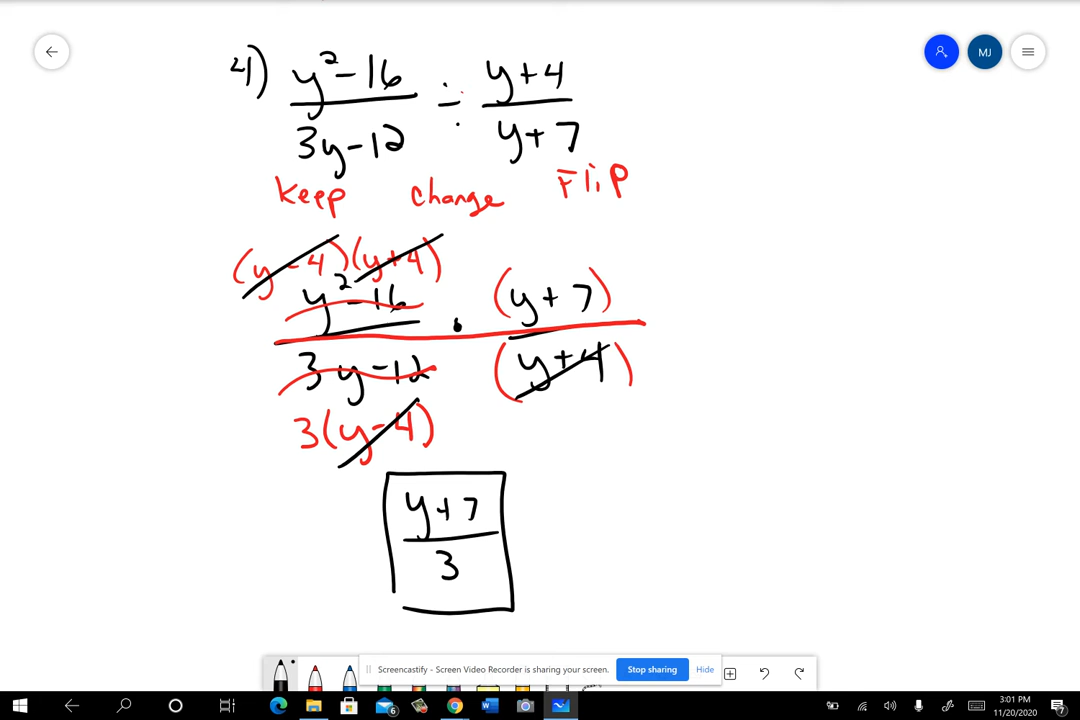 MJ
4) y²-16 ÷ y+4
3y-12 y+7
Keep Change Flip
(y-4)(y+4)
y²-16 . (y+7)
3y-12 (y+4)
3(y-4)
y+7
3
Screencastify - Screen Video Recorder is sharing your screen. Stop sharing Hide
6
3:01 PM
11/20/2020
7